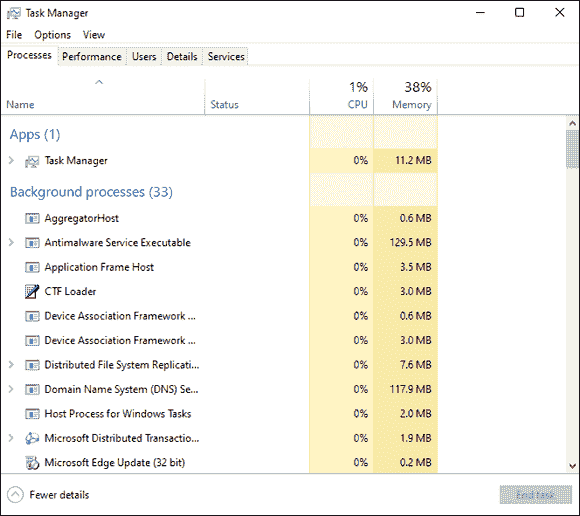 Task Manager
File Options View
Processes Performance Users Details Services
1% 38%
Name Status CPU Memory
Apps (1)
Task Manager 0% 11.2 MB
Background processes (33)
AggregatorHost 0% 0.6 MB
Antimalware Service Executable 0% 129.5 MB
Application Frame Host 0% 3.5 MB
CTF Loader 0% 3.0 MB
Device Association Framework ... 0% 0.6 MB
Device Association Framework ... 0% 3.0 MB
Distributed File System Replicati... 0% 7.6 MB
Domain Name System (DNS) Se... 0% 117.9 MB
Host Process for Windows Tasks 0% 2.0 MB
Microsoft Distributed Transactio... 0% 1.9 MB
Microsoft Edge Update (32 bit) 0% 0.2 MB
Fewer details End task